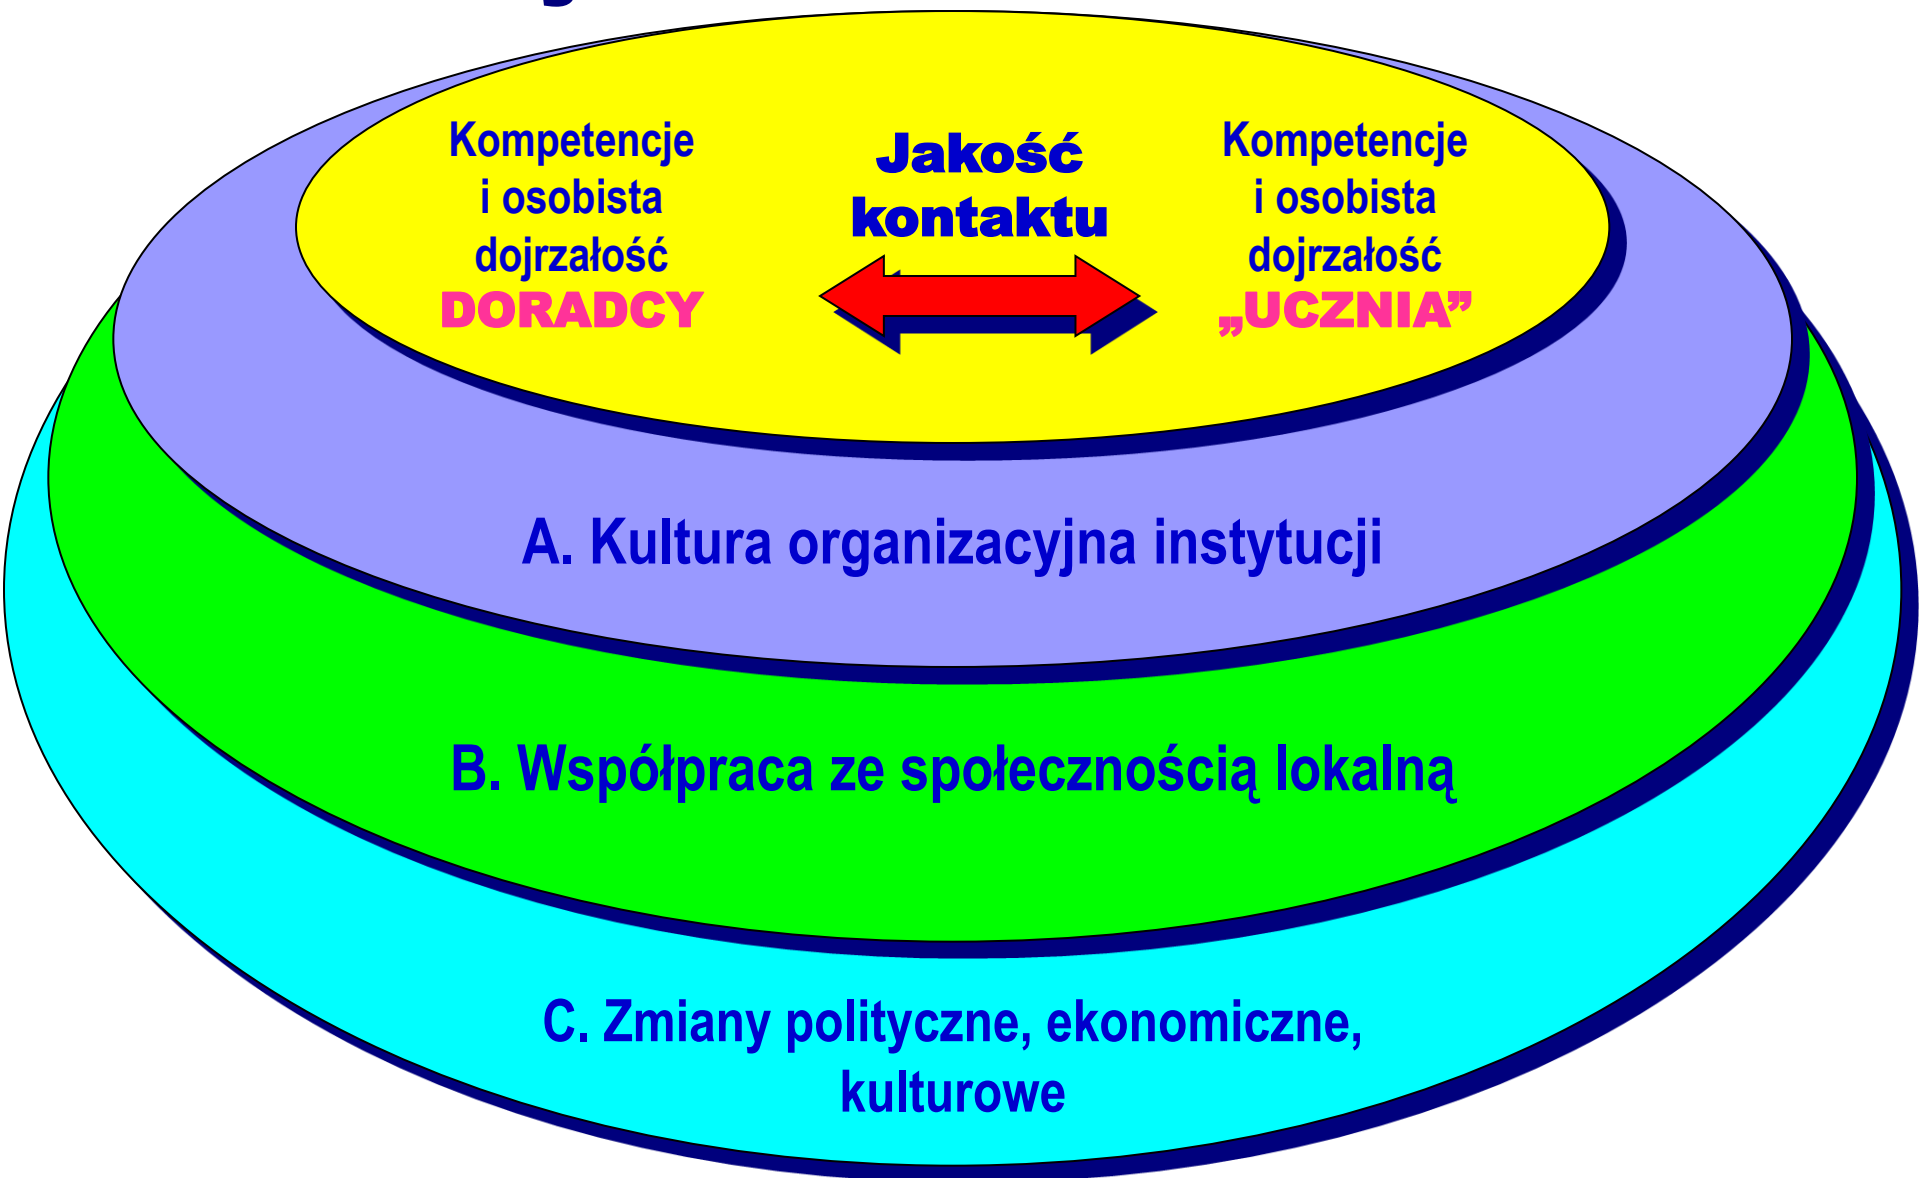 Kompetencje
i osobista
dojrzałość
DORADCY
Jakość
kontaktu
Kompetencje
i osobista
dojrzałość
„UCZNIA”
A. Kultura organizacyjna instytucji
B. Współpraca ze społecznością lokalną
C. Zmiany polityczne, ekonomiczne,
kulturowe